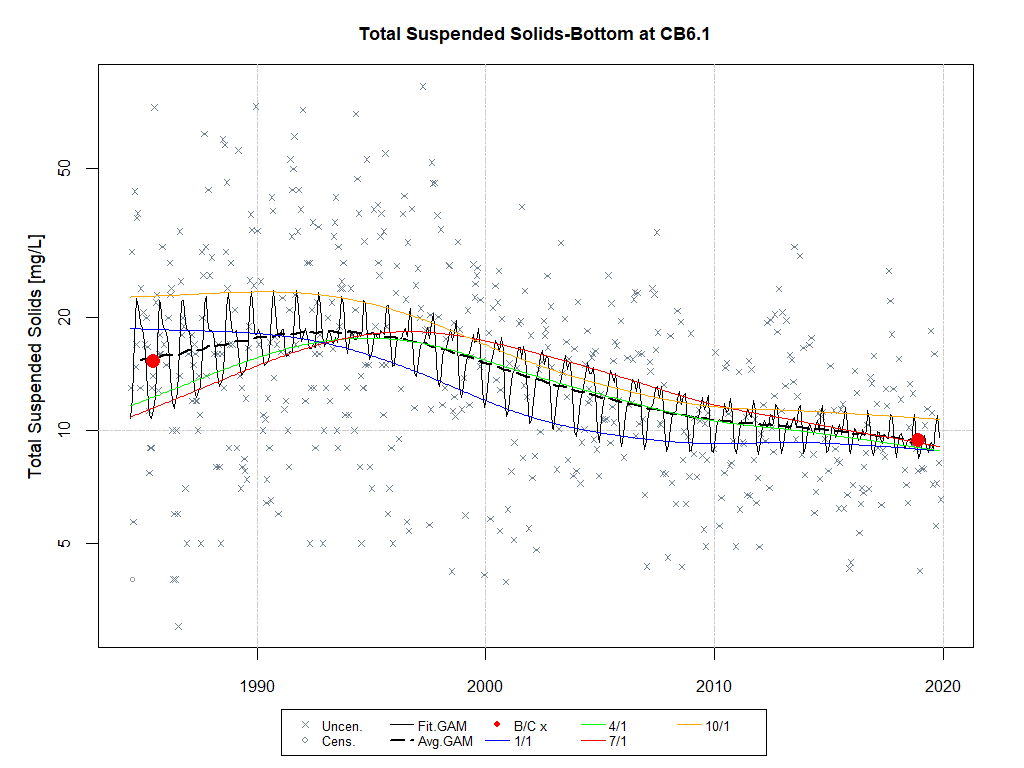 Total Suspended Solids-Bottom at CB6.1
Total Suspended Solids [mg/L]
50
20
10
5
1990 2000 2010 2020
Uncen. Fit.GAM B/C x 4/1 10/1
Cens. Avg.GAM 1/1 7/1